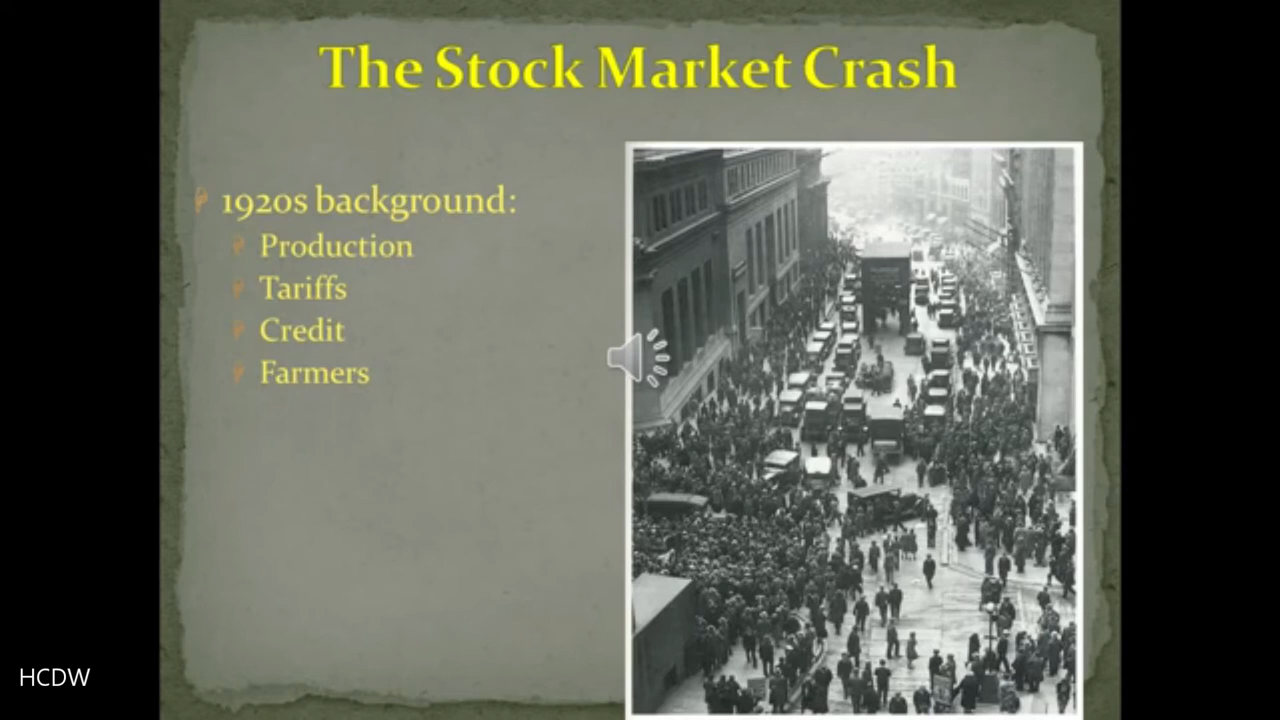 The Stock Market Crash
1920s background:
Production
Tariffs
Credit
Farmers
HCDW